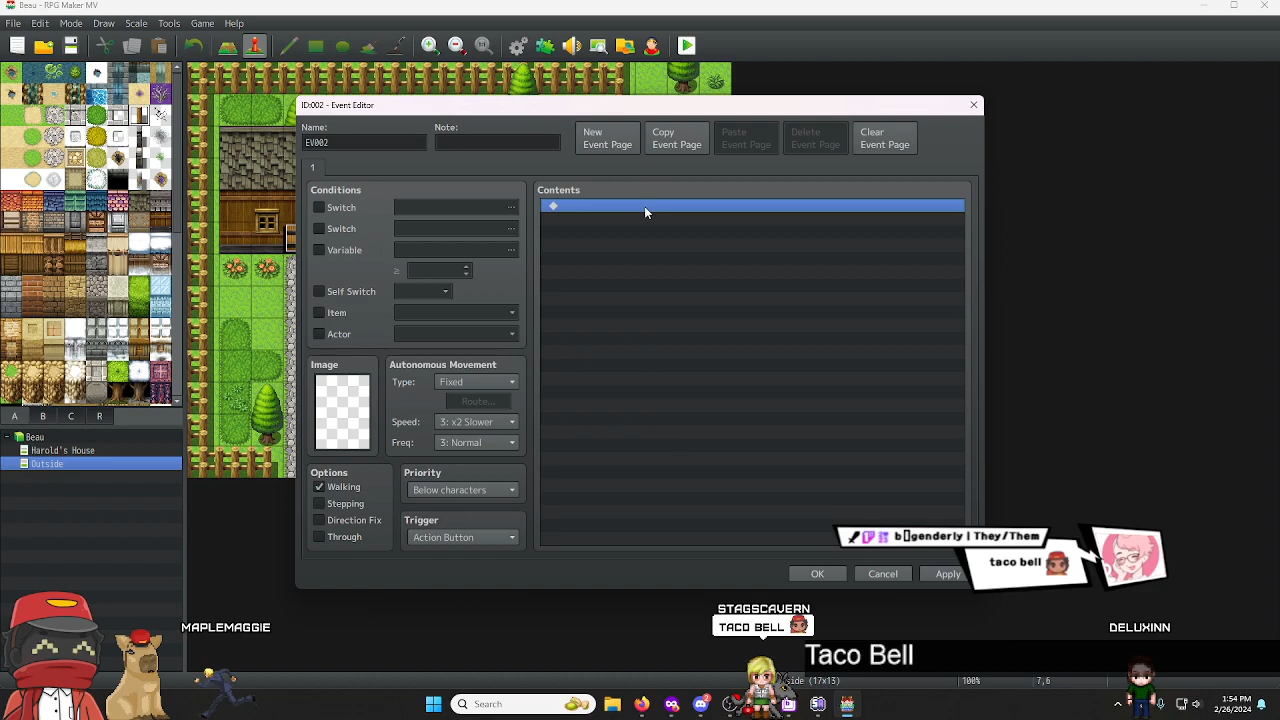 Beau - RPG Maker MV
File Edit Mode Draw Scale Tools Game Help
ID:002 - Event Editor
Name: Note:
EV002
New Event Page
Copy Event Page
Paste Event Page
Delete Event Page
Clear Event Page
1
Conditions
Switch ...
Switch ...
Variable ...
≥
Self Switch
Item
Actor
Image
Autonomous Movement
Type: Fixed
Route...
Speed: 3: x2 Slower
Freq: 3: Normal
Options
Walking
Stepping
Direction Fix
Through
Priority
Below characters
Trigger
Action Button
Contents
OK Cancel Apply
A B C R
Beau
Harold's House
Outside
genderly | They/Them
taco bell
MAPLEMAGGIE
STAGSCAVERN
TACO BELL
DELUXINN
Taco Bell
side (17x13) 100% 7,6
Search
1:54 PM
2/26/2024